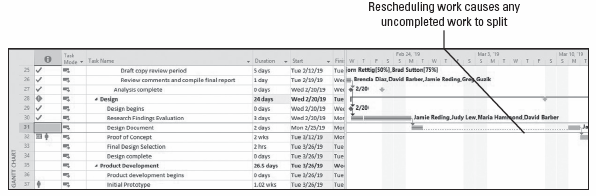 Rescheduling work causes any
uncompleted work to split
Task Mode Task Name Duration Start Fini
Feb 24, '19 Mar 3, '19 Mar 10, '19
W T F S S M T W T F S S M T W T F S S M T
25 Draft copy review period 5 days Tue 2/12/19 Tue orn Rettig[50%],Brad Sutton[75%]
26 Review comments and compile final report 1 day Tue 2/19/19 Wed Brenda Diaz,David Barber,Jamie Reding,Greg Guzik
27 Analysis complete 0 days Wed 2/20/19 Wed 2/20
28 Design 24 days Wed 2/20/19 Tue
29 Design begins 0 days Wed 2/20/19 Wed 2/20
30 Research Findings Evaluation 3 days Wed 2/20/19 Mon Jamie Reding,Judy Lew,Maria Hammond,David Barber
31 Design Document 2 days Mon 2/25/19 Mon
32 Proof of Concept 2 wks Tue 3/12/19 Tue
33 Final Design Selection 2 hrs Tue 3/26/19 Tue
34 Design complete 0 days Tue 3/26/19 Tue
35 Product Development 26.5 days Tue 3/26/19 Wed
36 Product development begins 0 days Tue 3/26/19 Tue
37 Initial Prototype 1.02 wks Tue 3/26/19
GANTT CHART